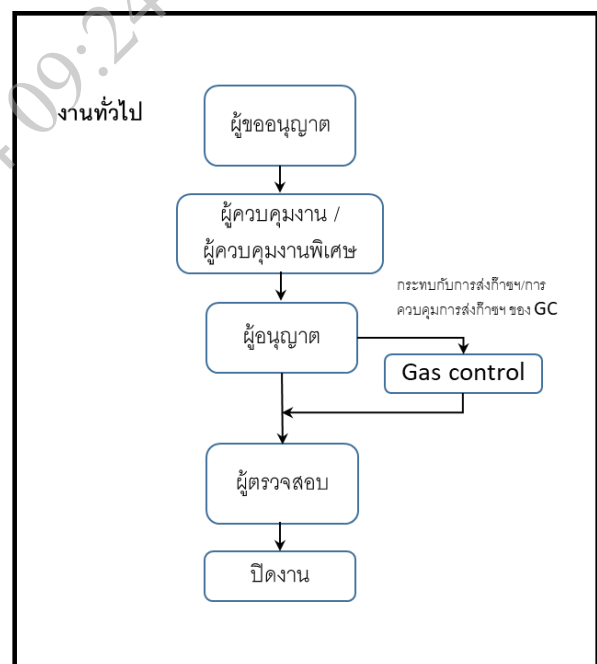 09:24
งานทั่วไป
ผู้ขออนุญาต
ผู้ควบคุมงาน /
ผู้ควบคุมงานพิเศษ
กระทบกับการส่งก๊าซฯ/การ
ควบคุมการส่งก๊าซฯ ของ GC
ผู้อนุญาต
Gas control
ผู้ตรวจสอบ
ปิดงาน